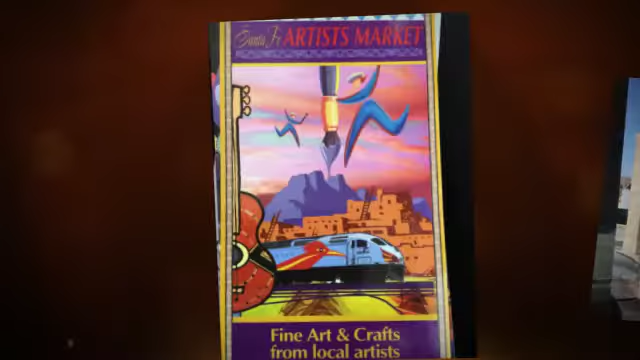 Santa Fe ARTISTS MARKET
Fine Art & Crafts
from local artists